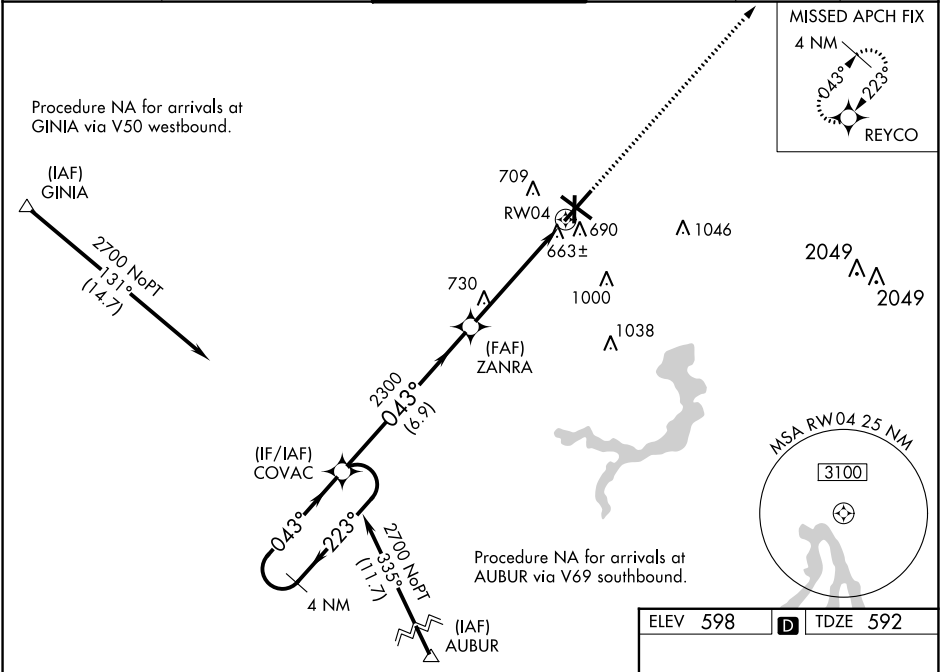 MISSED APCH FIX
4 NM
043°
223°
REYCO
Procedure NA for arrivals at
GINIA via V50 westbound.
(IAF)
GINIA
2700 NoPT
131°
(14.7)
709
RW04
690
663±
1046
2049
2049
730
1000
1038
(FAF)
ZANRA
2300
043°
(6.9)
(IF/IAF)
COVAC
043°
223°
4 NM
2700 NoPT
335°
(11.7)
(IAF)
AUBUR
Procedure NA for arrivals at
AUBUR via V69 southbound.
MSA RW04 25 NM
3100
ELEV 598 D TDZE 592